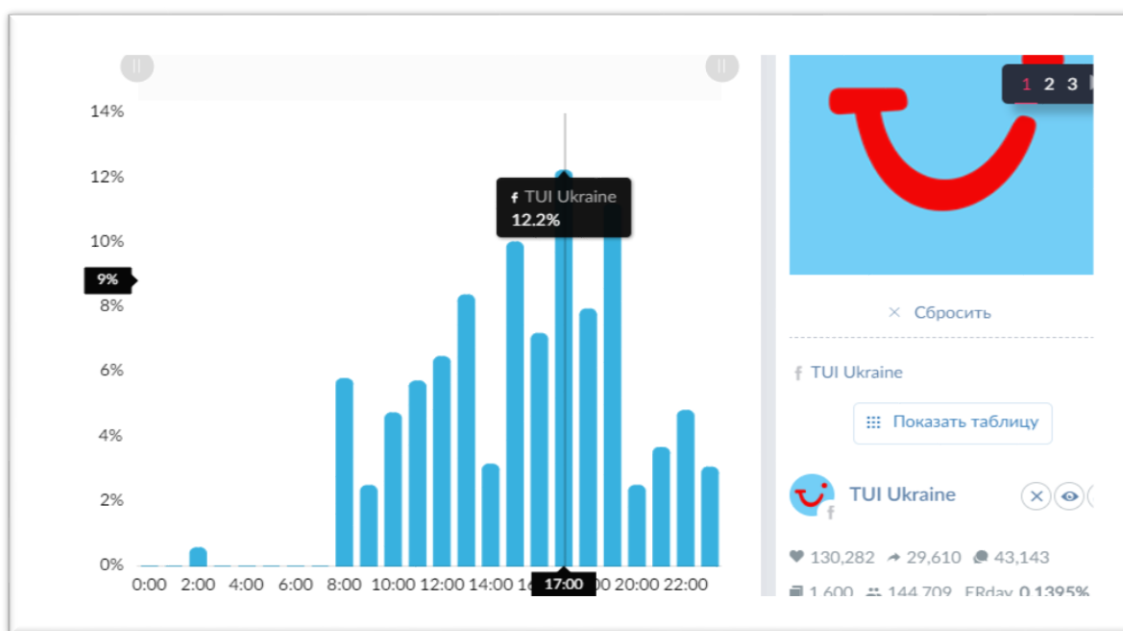 1 2 3
14%
12%
TUI Ukraine
12.2%
10%
9%
8%
6%
4%
2%
0%
0:00 2:00 4:00 6:00 8:00 10:00 12:00 14:00 17:00 20:00 22:00
Сбросить
TUI Ukraine
Показать таблицу
TUI Ukraine
130,282 29,610 43,143
1,600 144,709 ERday 0.1395%